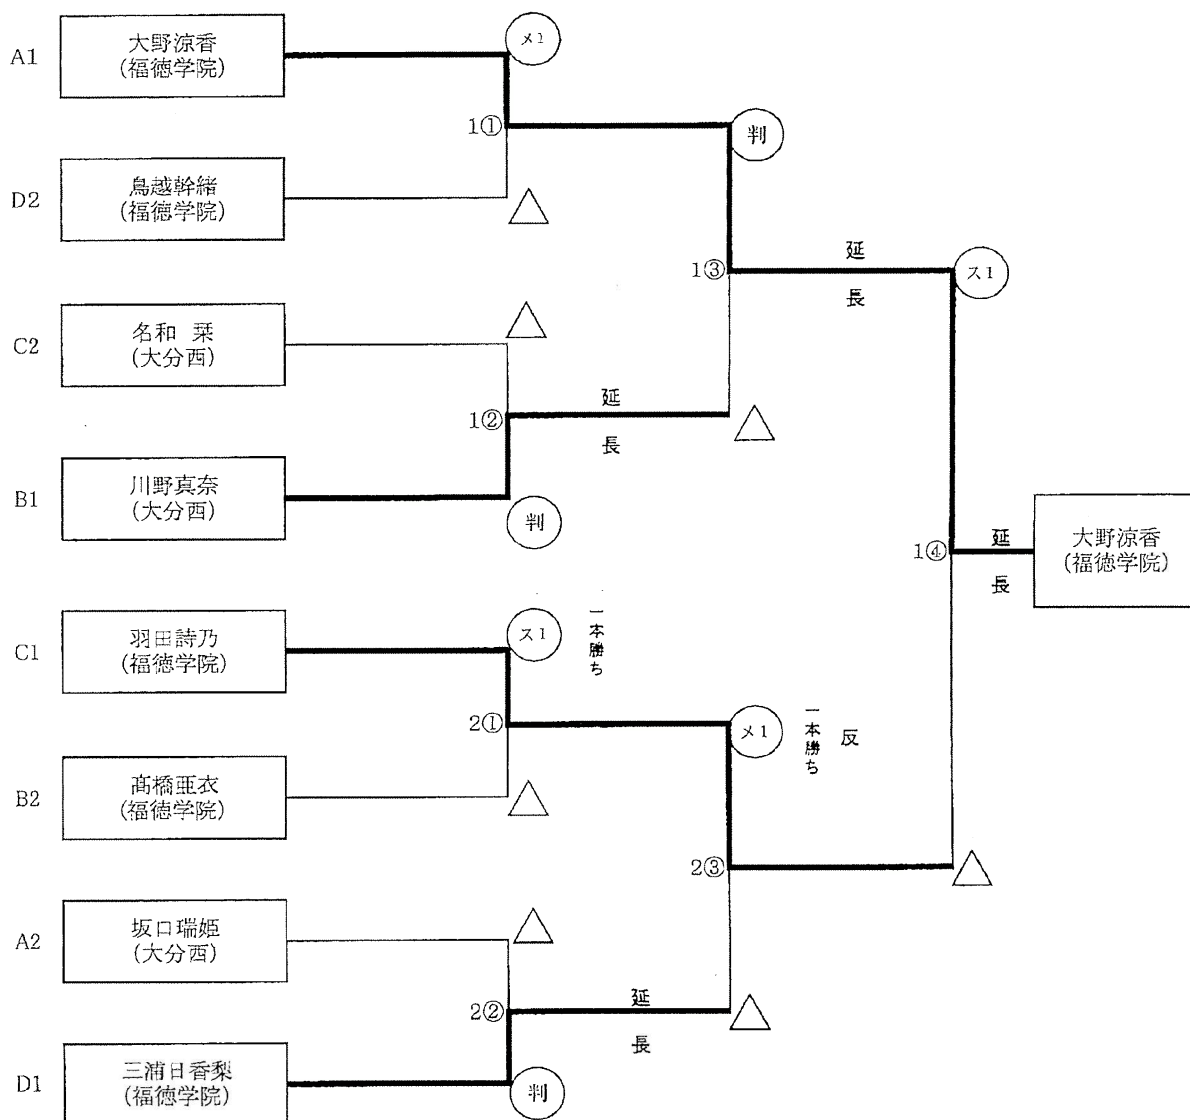 A1
大野涼香
(福徳学院)
メ1
1①
判
D2
鳥越幹緒
(福徳学院)
1③
延
長
ス1
C2
名和 栞
(大分西)
1②
延
長
B1
川野真奈
(大分西)
判
1④
延
長
大野涼香
(福徳学院)
C1
羽田詩乃
(福徳学院)
ス1
一本勝ち
2①
メ1
一本勝ち
反
B2
髙橋亜衣
(福徳学院)
2③
A2
坂口瑞姫
(大分西)
2②
延
長
D1
三浦日香梨
(福徳学院)
判